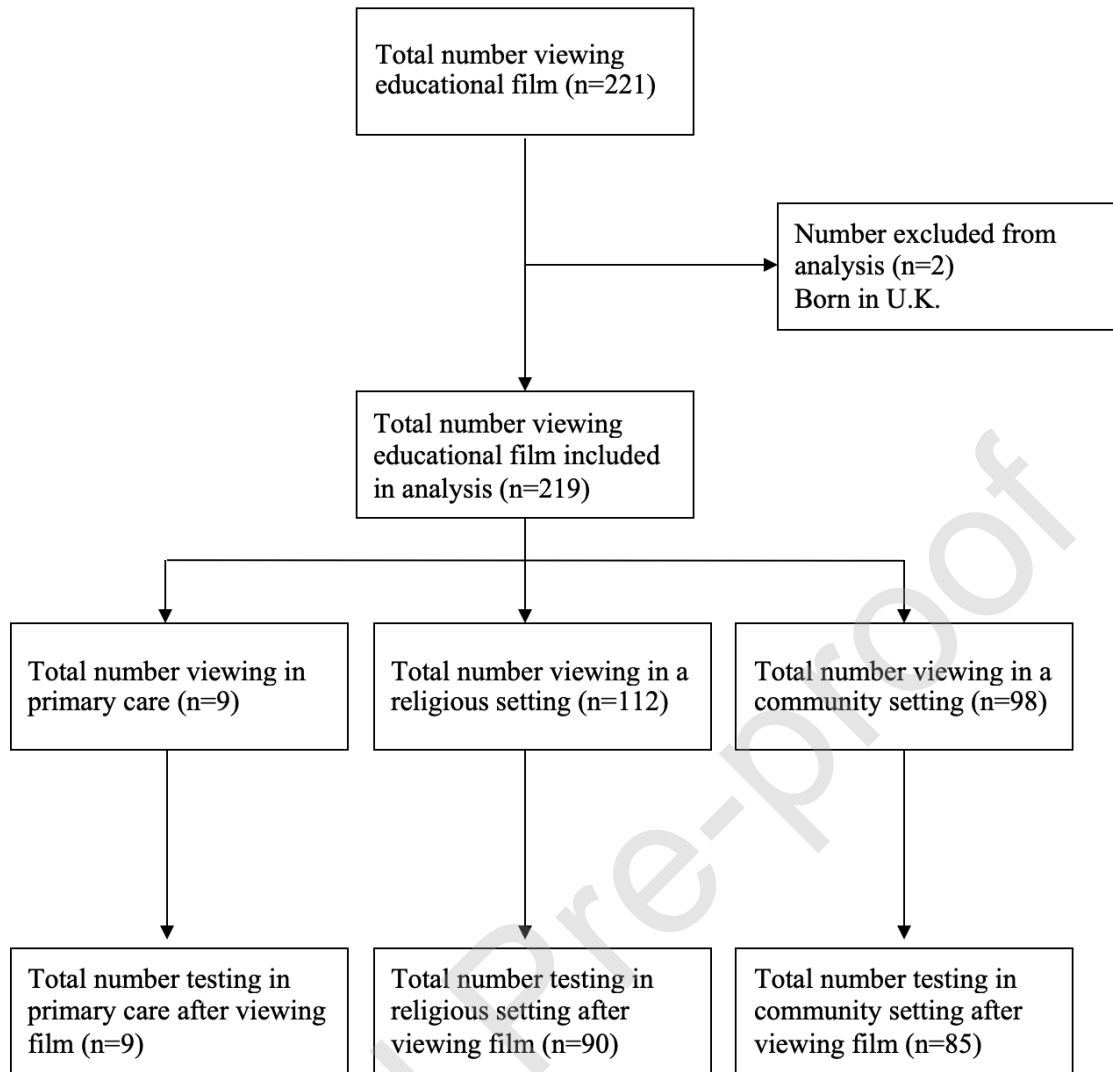 Total number viewing
educational film (n=221)
Number excluded from
analysis (n=2)
Born in U.K.
Total number viewing
educational film included
in analysis (n=219)
Total number viewing in
primary care (n=9)
Total number viewing in a
religious setting (n=112)
Total number viewing in a
community setting (n=98)
Total number testing in
primary care after viewing
film (n=9)
Total number testing in
religious setting after
viewing film (n=90)
Total number testing in
community setting after
viewing film (n=85)
Pre-proof